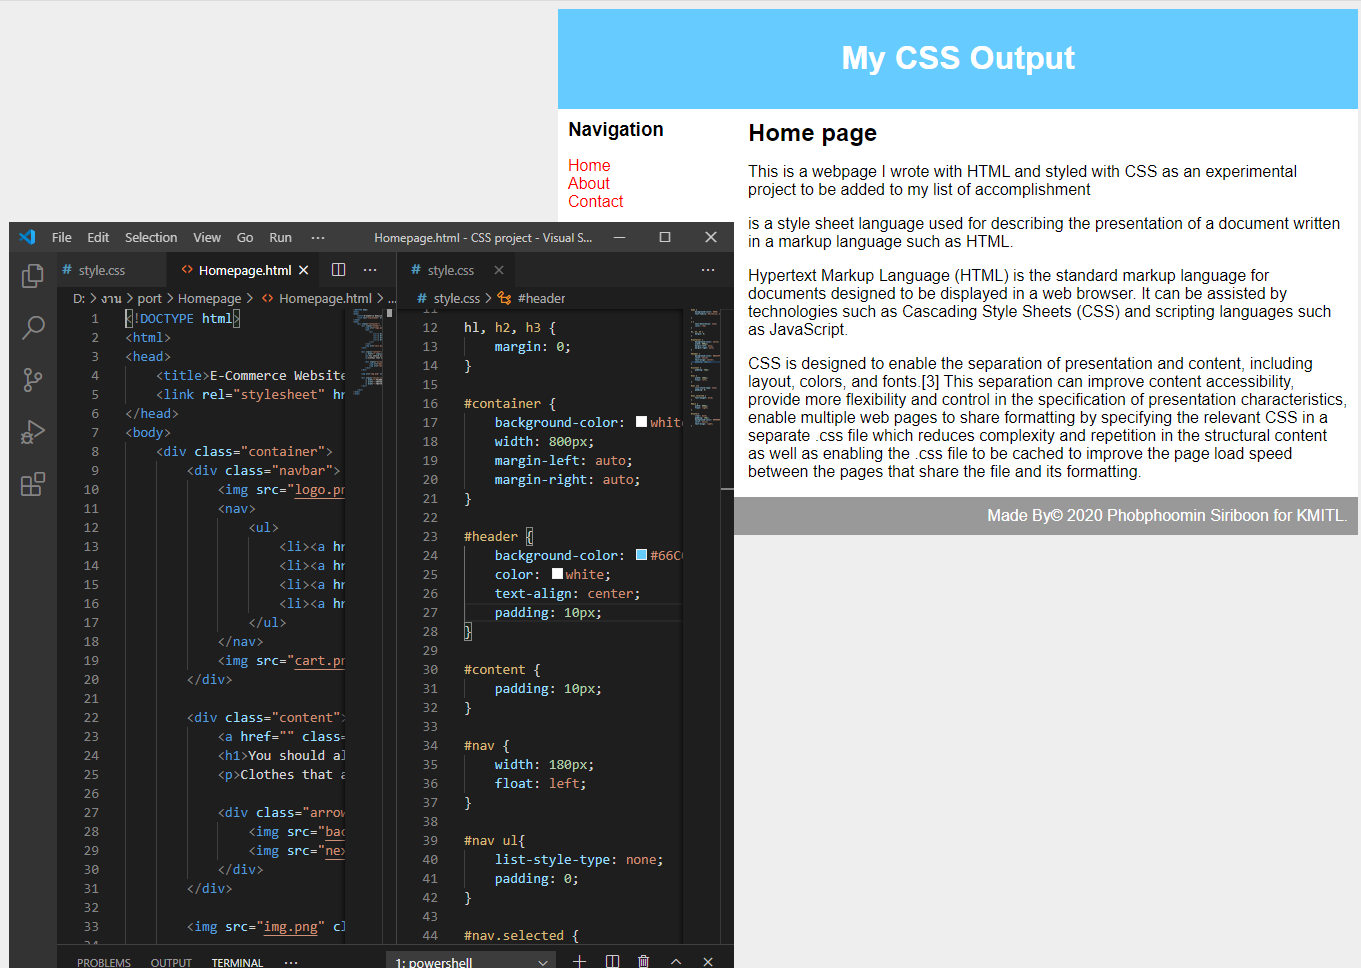 My CSS Output
Navigation
Home
About
Contact
Home page
This is a webpage I wrote with HTML and styled with CSS as an experimental
project to be added to my list of accomplishment
is a style sheet language used for describing the presentation of a document written
in a markup language such as HTML.
Hypertext Markup Language (HTML) is the standard markup language for
documents designed to be displayed in a web browser. It can be assisted by
technologies such as Cascading Style Sheets (CSS) and scripting languages such
as JavaScript.
CSS is designed to enable the separation of presentation and content, including
layout, colors, and fonts.[3] This separation can improve content accessibility,
provide more flexibility and control in the specification of presentation characteristics,
enable multiple web pages to share formatting by specifying the relevant CSS in a
separate .css file which reduces complexity and repetition in the structural content
as well as enabling the .css file to be cached to improve the page load speed
between the pages that share the file and its formatting.
Made By© 2020 Phobphoomin Siriboon for KMITL.
File Edit Selection View Go Run ··· Homepage.html - CSS project - Visual S...
# style.css <> Homepage.html ···
D: > งาน > port > Homepage > <> Homepage.html > ...
1 <!DOCTYPE html>
2 <html>
3 <head>
4 <title>E-Commerce Website
5 <link rel="stylesheet" hr
6 </head>
7 <body>
8 <div class="container">
9 <div class="navbar">
10 <img src="logo.pr
11 <nav>
12 <ul>
13 <li><a hr
14 <li><a hr
15 <li><a hr
16 <li><a hr
17 </ul>
18 </nav>
19 <img src="cart.pr
20 </div>
21
22 <div class="content">
23 <a href="" class=
24 <h1>You should al
25 <p>Clothes that a
26
27 <div class="arrow
28 <img src="bac
29 <img src="nex
30 </div>
31 </div>
32
33 <img src="img.png" cl
# style.css ···
# style.css > #header
11
12 hl, h2, h3 {
13 margin: 0;
14 }
15
16 #container {
17 background-color: white
18 width: 800px;
19 margin-left: auto;
20 margin-right: auto;
21 }
22
23 #header {
24 background-color: #66C
25 color: white;
26 text-align: center;
27 padding: 10px;
28 }
29
30 #content {
31 padding: 10px;
32 }
33
34 #nav {
35 width: 180px;
36 float: left;
37 }
38
39 #nav ul{
40 list-style-type: none;
41 padding: 0;
42 }
43
44 #nav.selected {
PROBLEMS OUTPUT TERMINAL ··· 1: powershell